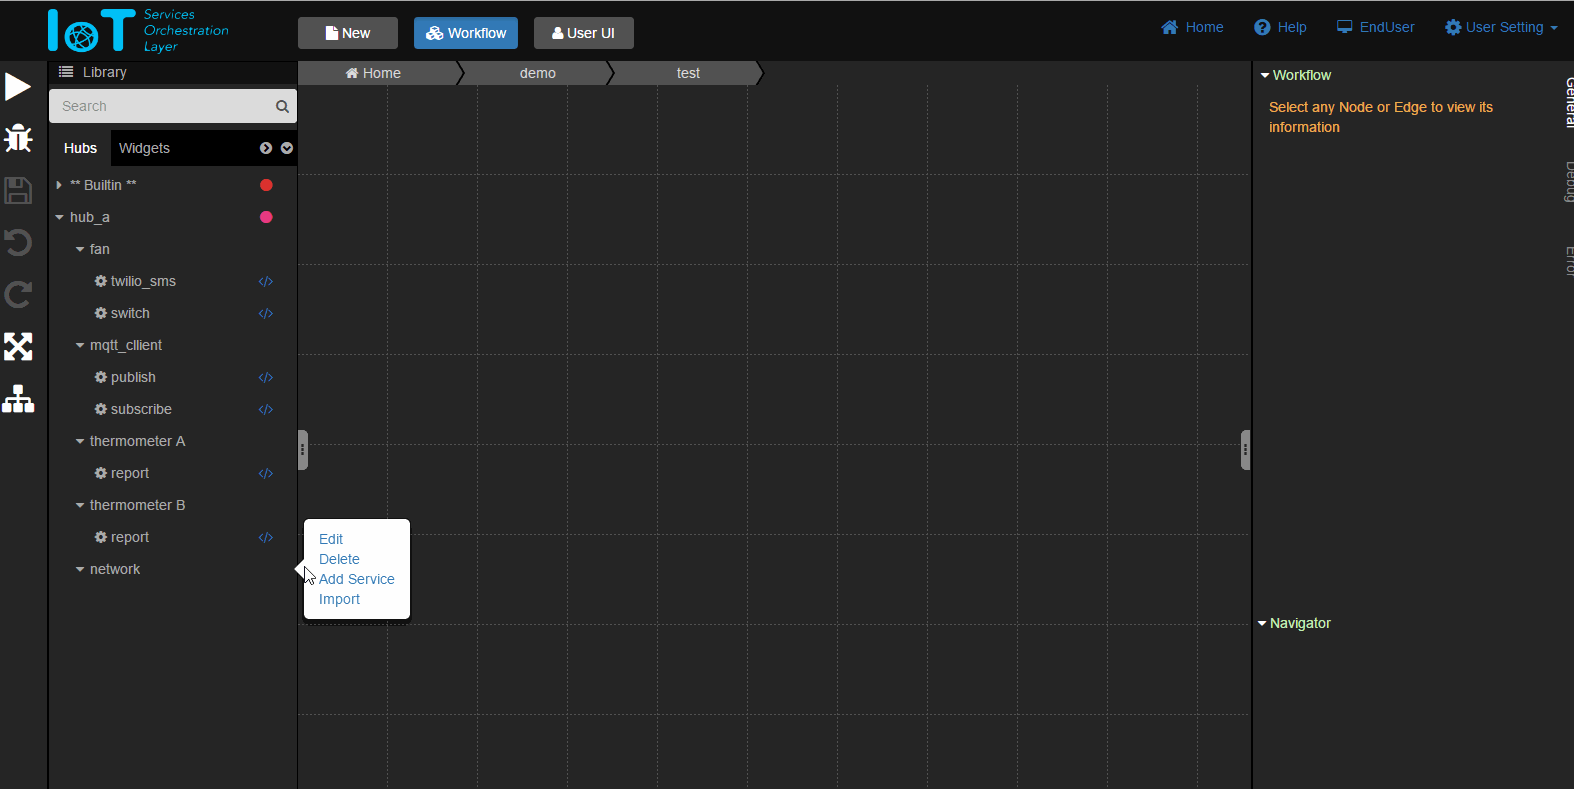 IoT Services
Orchestration
Layer
New
Workflow
User UI
Home
Help
EndUser
User Setting
Library
Home
demo
test
Search
Hubs
Widgets
** Builtin **
hub_a
fan
twilio_sms
</>
switch
</>
mqtt_cllient
publish
</>
subscribe
</>
thermometer A
report
</>
thermometer B
report
</>
network
Edit
Delete
Add Service
Import
Workflow
Select any Node or Edge to view its
information
Navigator
General
Debug
Error